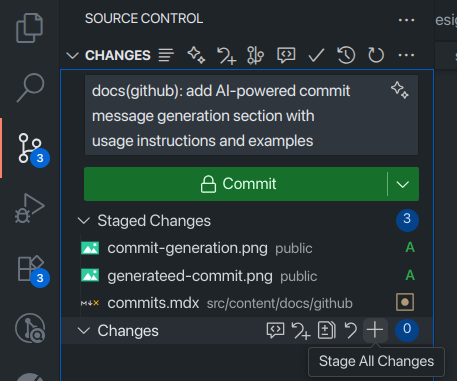 SOURCE CONTROL
esig
CHANGES
docs(github): add AI-powered commit
message generation section with
usage instructions and examples
Commit
Staged Changes 3
commit-generation.png public A
generateed-commit.png public A
M↓× commits.mdx src/content/docs/github
Changes 0
Stage All Changes
3
3